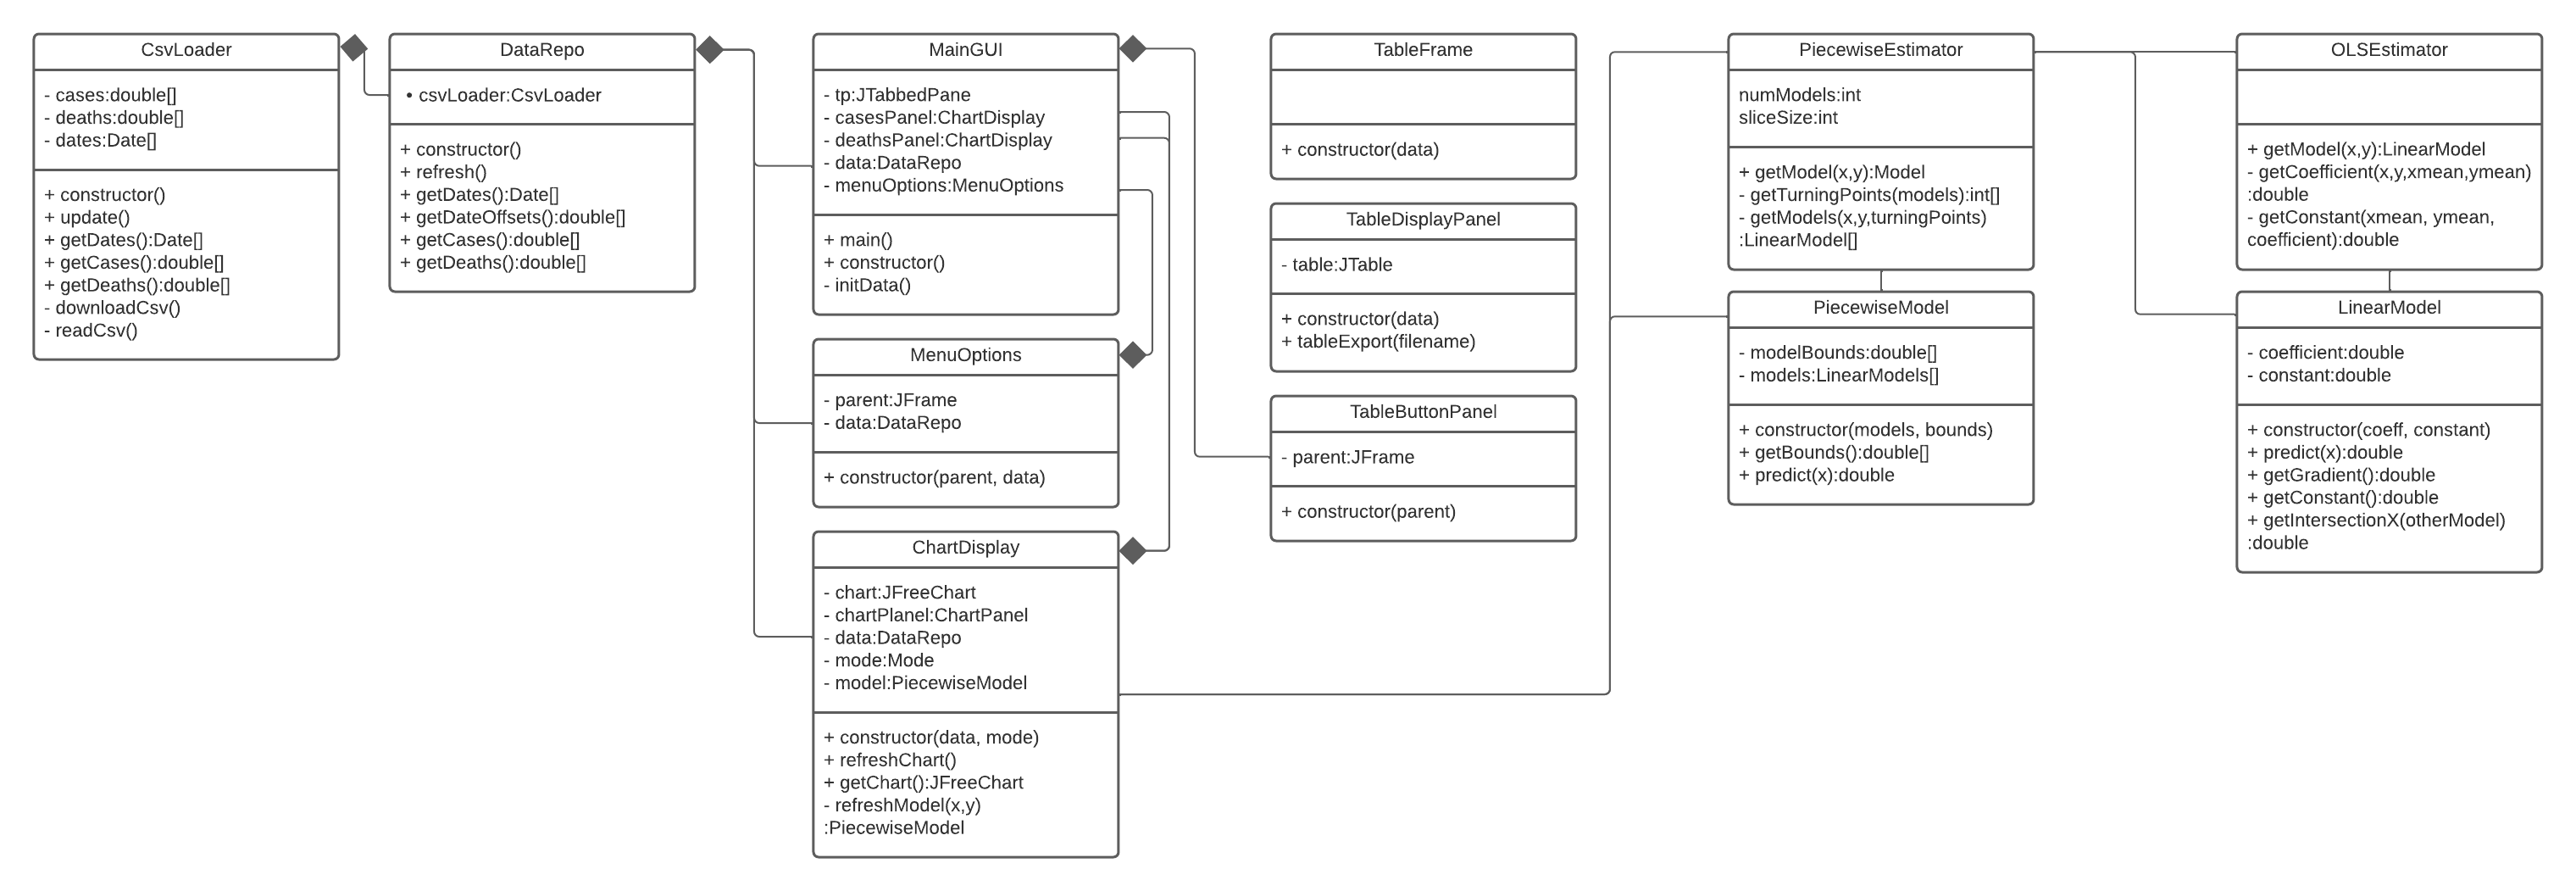 CsvLoader
- cases:double[]
- deaths:double[]
- dates:Date[]
+ constructor()
+ update()
+ getDates():Date[]
+ getCases():double[]
+ getDeaths():double[]
- downloadCsv()
- readCsv()
DataRepo
• csvLoader:CsvLoader
+ constructor()
+ refresh()
+ getDates():Date[]
+ getDateOffsets():double[]
+ getCases():double[]
+ getDeaths():double[]
MainGUI
- tp:JTabbedPane
- casesPanel:ChartDisplay
- deathsPanel:ChartDisplay
- data:DataRepo
- menuOptions:MenuOptions
+ main()
+ constructor()
- initData()
MenuOptions
- parent:JFrame
- data:DataRepo
+ constructor(parent, data)
ChartDisplay
- chart:JFreeChart
- chartPlanel:ChartPanel
- data:DataRepo
- mode:Mode
- model:PiecewiseModel
+ constructor(data, mode)
+ refreshChart()
+ getChart():JFreeChart
- refreshModel(x,y)
:PiecewiseModel
TableFrame
+ constructor(data)
TableDisplayPanel
- table:JTable
+ constructor(data)
+ tableExport(filename)
TableButtonPanel
- parent:JFrame
+ constructor(parent)
PiecewiseEstimator
numModels:int
sliceSize:int
+ getModel(x,y):Model
- getTurningPoints(models):int[]
- getModels(x,y,turningPoints)
:LinearModel[]
PiecewiseModel
- modelBounds:double[]
- models:LinearModels[]
+ constructor(models, bounds)
+ getBounds():double[]
+ predict(x):double
OLSEstimator
+ getModel(x,y):LinearModel
- getCoefficient(x,y,xmean,ymean)
:double
- getConstant(xmean, ymean,
coefficient):double
LinearModel
- coefficient:double
- constant:double
+ constructor(coeff, constant)
+ predict(x):double
+ getGradient():double
+ getConstant():double
+ getIntersectionX(otherModel)
:double